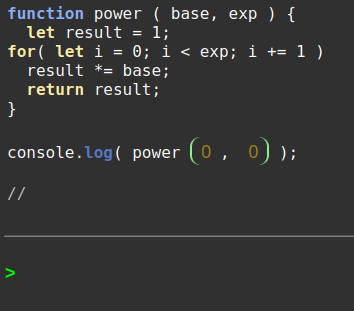 function power ( base, exp ) {
  let result = 1;
for( let i = 0; i < exp; i += 1 )
  result *= base;
  return result;
}
console.log( power (0 ,  0) );
//
>